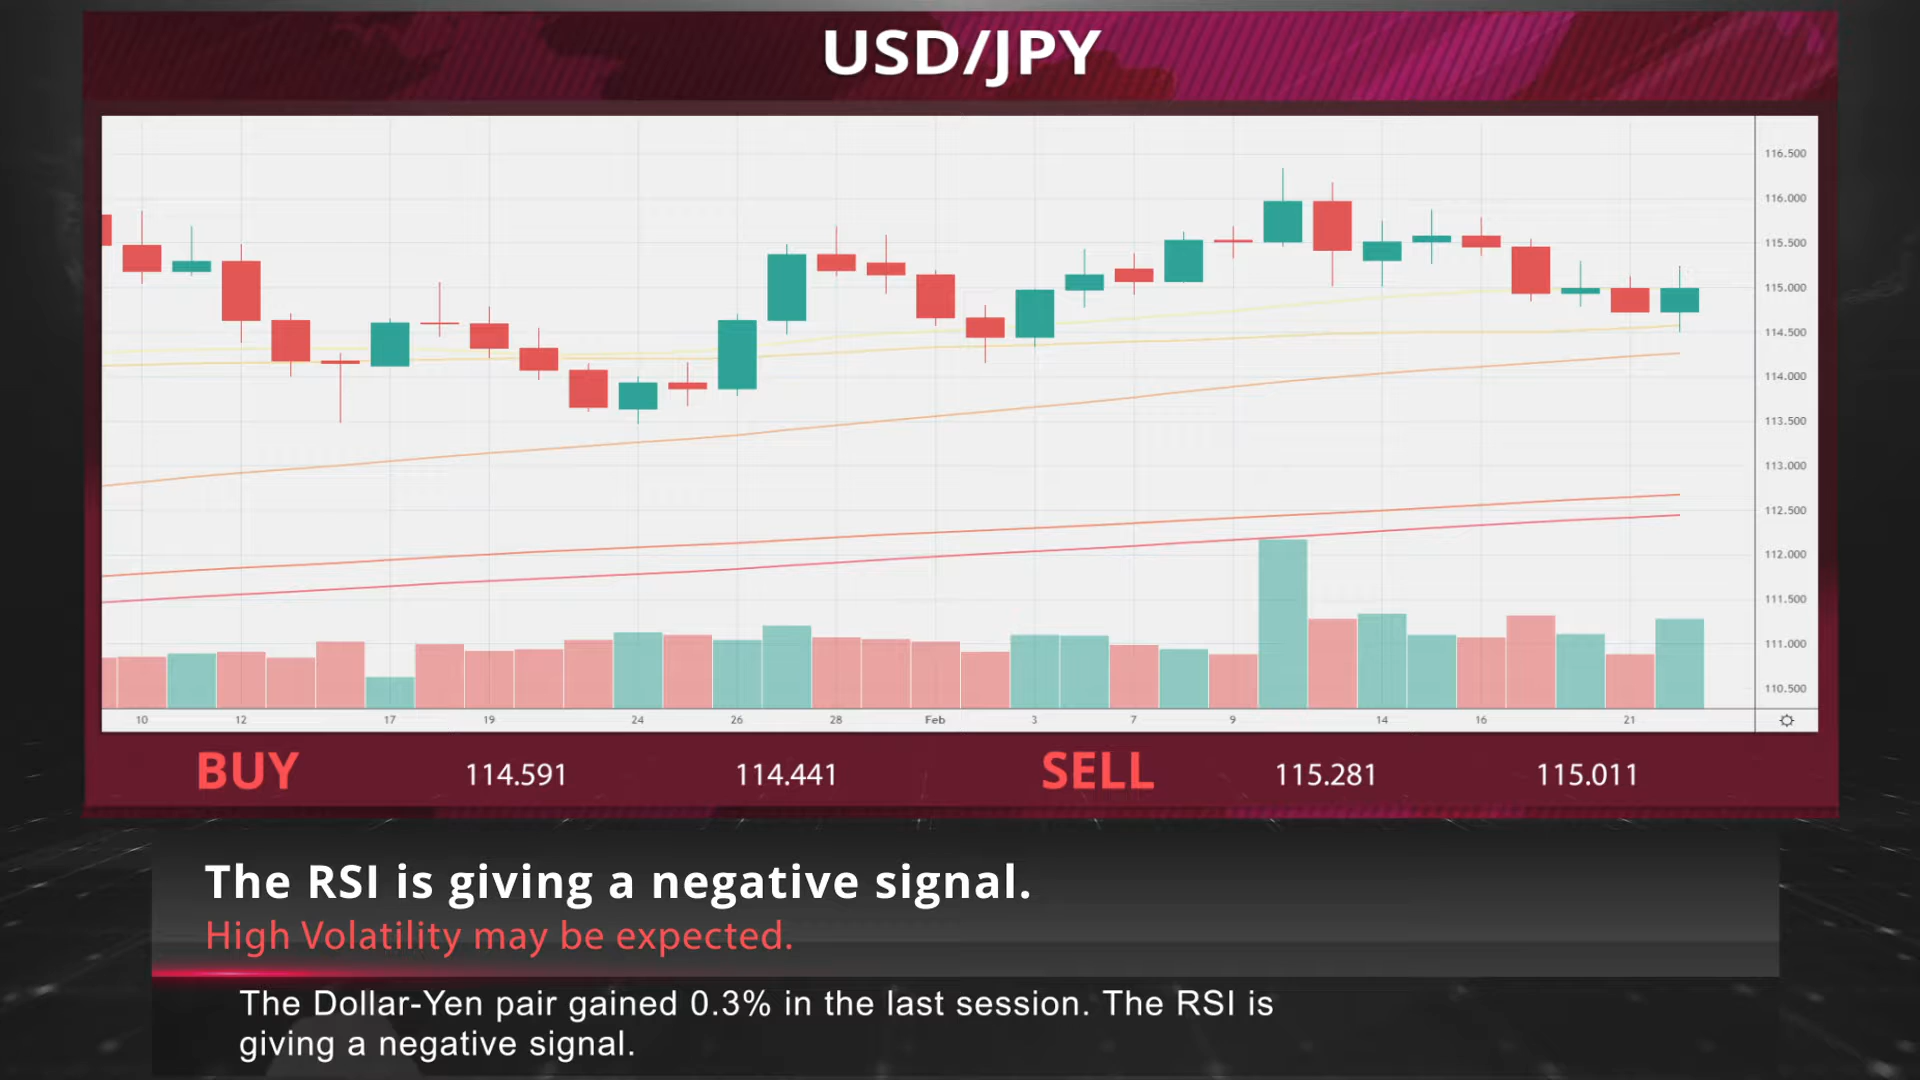 USD/JPY
116.500
116.000
115.500
115.000
114.500
114.000
113.500
113.000
112.500
112.000
111.500
111.000
110.500
10 12 17 19 24 26 28 Feb 3 7 9 14 16 21
BUY 114.591 114.441 SELL 115.281 115.011
The RSI is giving a negative signal.
High Volatility may be expected.
The Dollar-Yen pair gained 0.3% in the last session. The RSI is
giving a negative signal.